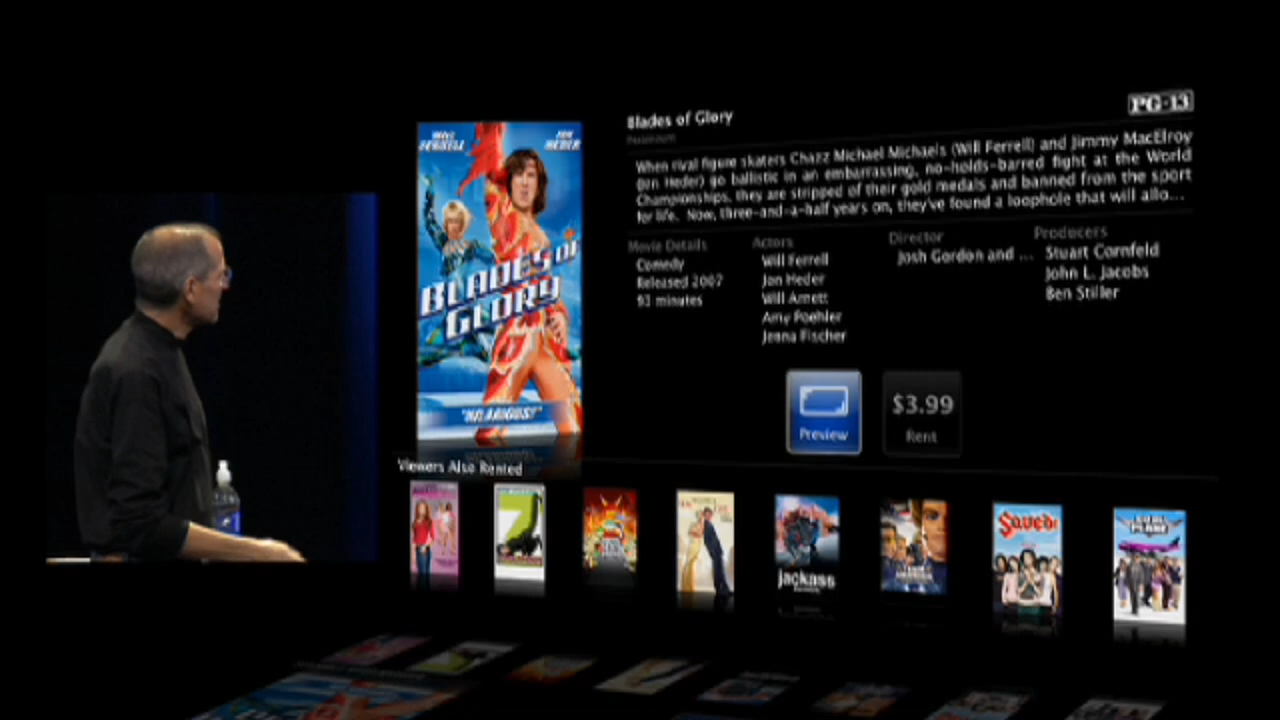 Blades of Glory
PG-13
Paramount
When rival figure skaters Chazz Michael Michaels (Will Ferrell) and Jimmy MacElroy
(Jon Heder) go ballistic in an embarrassing, no-holds-barred fight at the World
Championships, they are stripped of their gold medals and banned from the sport
for life. Now, three-and-a-half years on, they've found a loophole that will allo...
Movie Details
Comedy
Released 2007
93 minutes
Actors
Will Ferrell
Jon Heder
Will Arnett
Amy Poehler
Jenna Fischer
Director
Josh Gordon and ...
Producers
Stuart Cornfeld
John L. Jacobs
Ben Stiller
WILL FERRELL
JON HEDER
BLADES OF
GLORY
"HILARIOUS!"
Preview
$3.99
Rent
Viewers Also Rented
jackass
Saved!